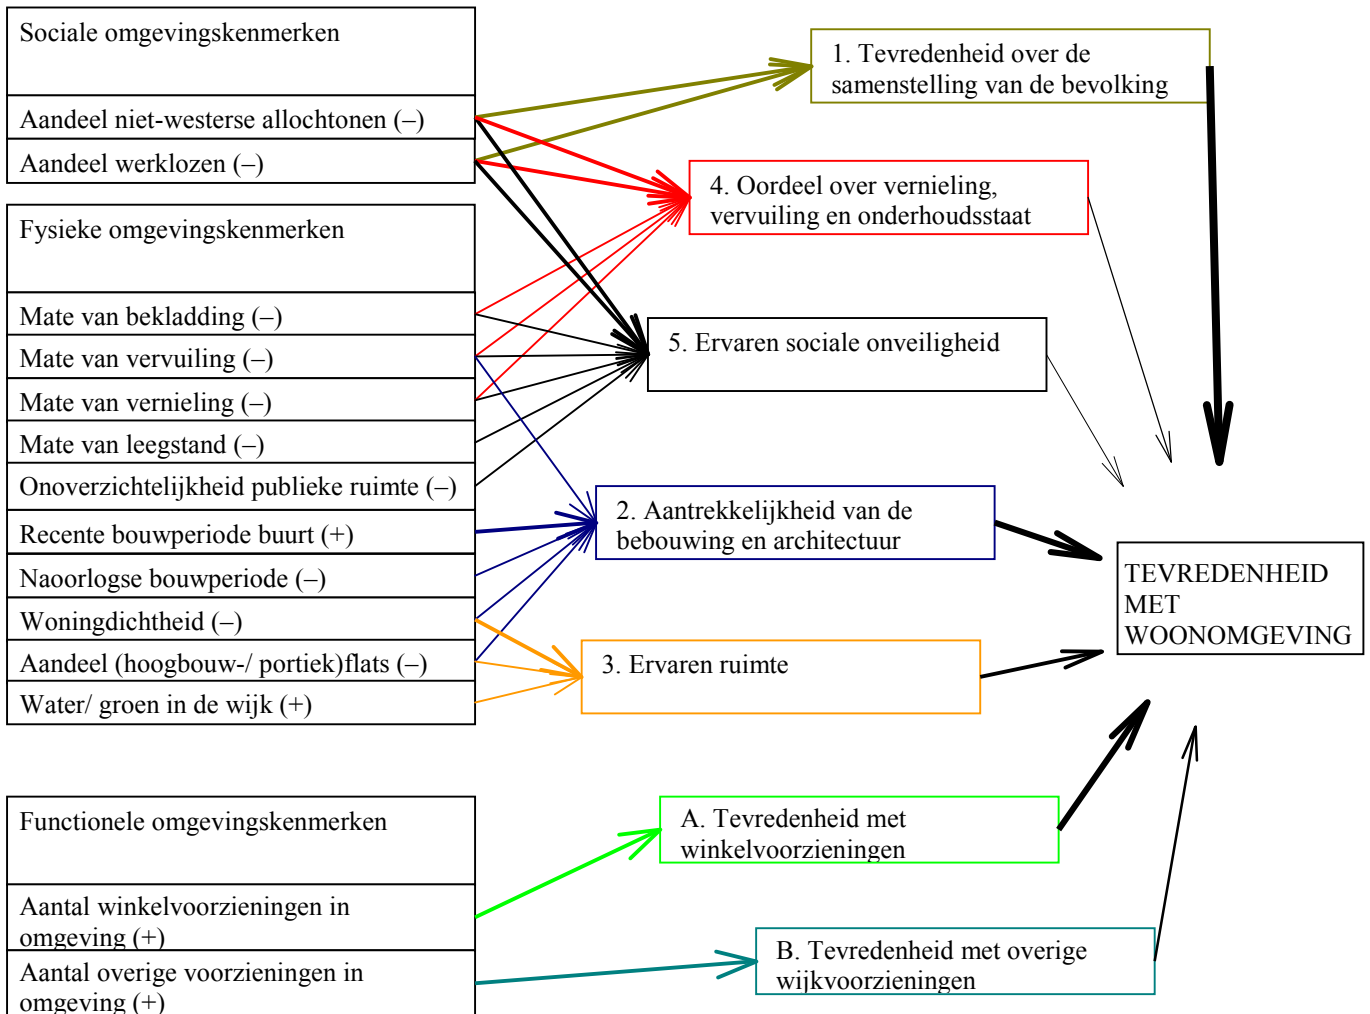 Sociale omgevingskenmerken
Aandeel niet-westerse allochtonen (–)
Aandeel werklozen (–)
Fysieke omgevingskenmerken
Mate van bekladding (–)
Mate van vervuiling (–)
Mate van vernieling (–)
Mate van leegstand (–)
Onoverzichtelijkheid publieke ruimte (–)
Recente bouwperiode buurt (+)
Naoorlogse bouwperiode (–)
Woningdichtheid (–)
Aandeel (hoogbouw-/ portiek)flats (–)
Water/ groen in de wijk (+)
Functionele omgevingskenmerken
Aantal winkelvoorzieningen in
omgeving (+)
Aantal overige voorzieningen in
omgeving (+)
1. Tevredenheid over de
samenstelling van de bevolking
4. Oordeel over vernieling,
vervuiling en onderhoudsstaat
5. Ervaren sociale onveiligheid
2. Aantrekkelijkheid van de
bebouwing en architectuur
3. Ervaren ruimte
A. Tevredenheid met
winkelvoorzieningen
B. Tevredenheid met overige
wijkvoorzieningen
TEVREDENHEID
MET
WOONOMGEVING